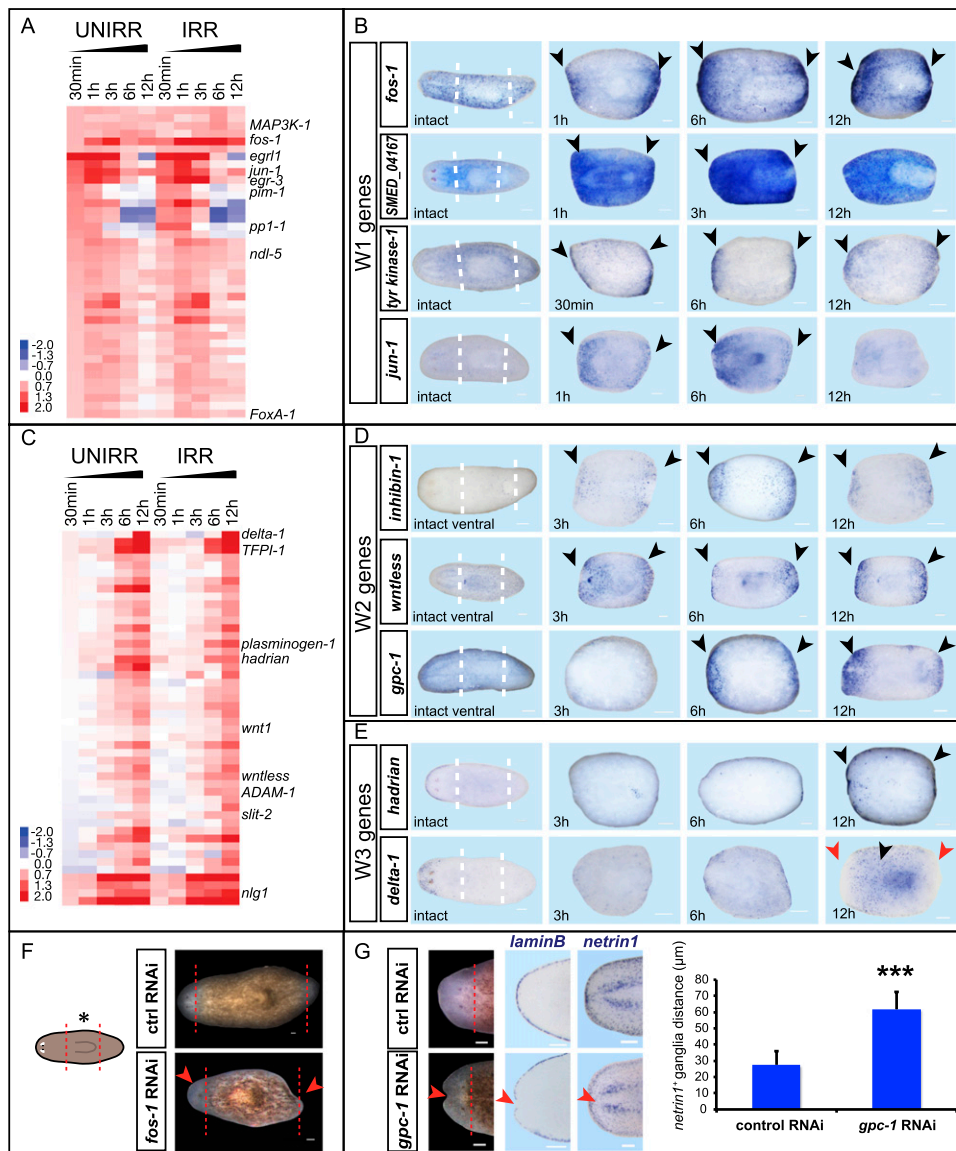 A
UNIRR IRR
30min 1h 3h 6h 12h 30min 1h 3h 6h 12h
MAP3K-1
fos-1
egrl1
jun-1
egr-3
pim-1
pp1-1
ndl-5
FoxA-1
-2.0
-1.3
-0.7
0.0
0.7
1.3
2.0
B
W1 genes
fos-1
intact 1h 6h 12h
SMED_04167
intact 1h 3h 12h
tyr kinase-1
intact 30min 6h 12h
jun-1
intact 1h 6h 12h
C
UNIRR IRR
30min 1h 3h 6h 12h 30min 1h 3h 6h 12h
delta-1
TFPI-1
plasminogen-1
hadrian
wnt1
wntless
ADAM-1
slit-2
nlg1
-2.0
-1.3
-0.7
0.0
0.7
1.3
2.0
D
W2 genes
inhibin-1
intact ventral 3h 6h 12h
wntless
intact ventral 3h 6h 12h
gpc-1
intact ventral 3h 6h 12h
E
W3 genes
hadrian
intact 3h 6h 12h
delta-1
intact 3h 6h 12h
F
*
ctrl RNAi
fos-1 RNAi
G
laminB netrin1
ctrl RNAi
gpc-1 RNAi
netrin1+ ganglia distance (µm)
80
70
60
50
40
30
20
10
0
***
control RNAi gpc-1 RNAi